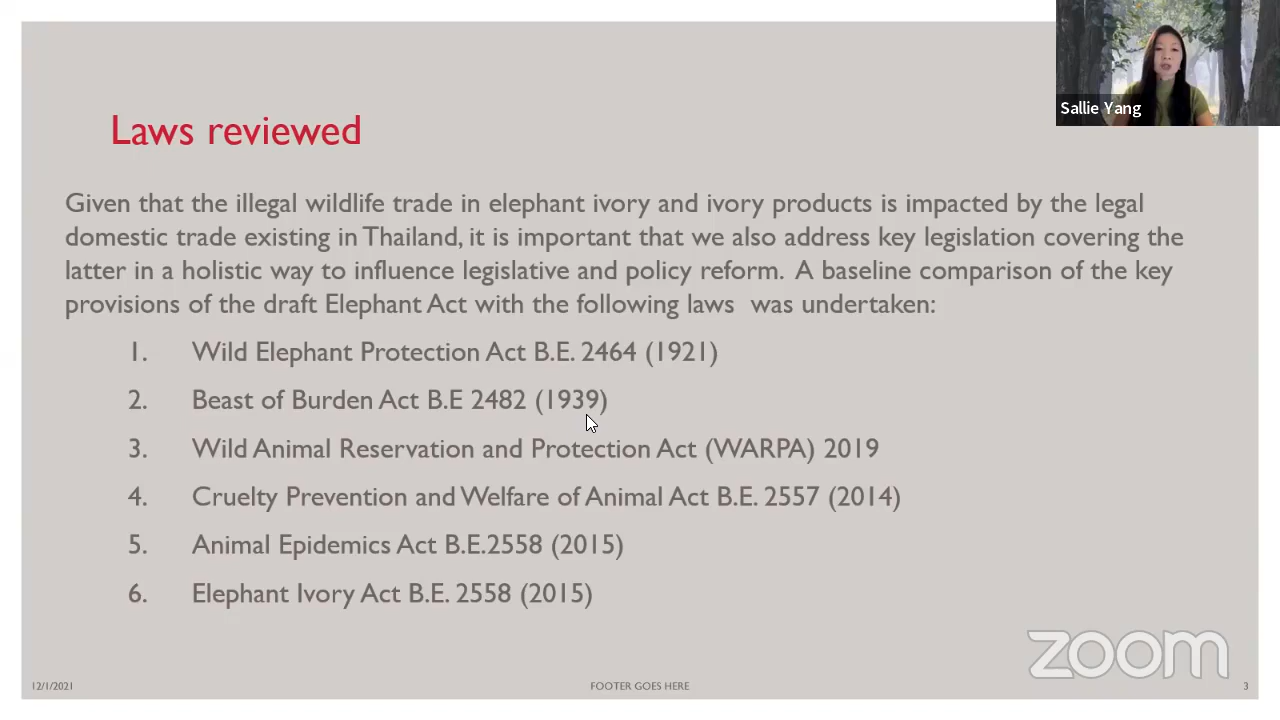 Sallie Yang
Laws reviewed
Given that the illegal wildlife trade in elephant ivory and ivory products is impacted by the legal
domestic trade existing in Thailand, it is important that we also address key legislation covering the
latter in a holistic way to influence legislative and policy reform. A baseline comparison of the key
provisions of the draft Elephant Act with the following laws was undertaken:
1. Wild Elephant Protection Act B.E. 2464 (1921)
2. Beast of Burden Act B.E 2482 (1939)
3. Wild Animal Reservation and Protection Act (WARPA) 2019
4. Cruelty Prevention and Welfare of Animal Act B.E. 2557 (2014)
5. Animal Epidemics Act B.E.2558 (2015)
6. Elephant Ivory Act B.E. 2558 (2015)
zoom
12/1/2021 FOOTER GOES HERE 3